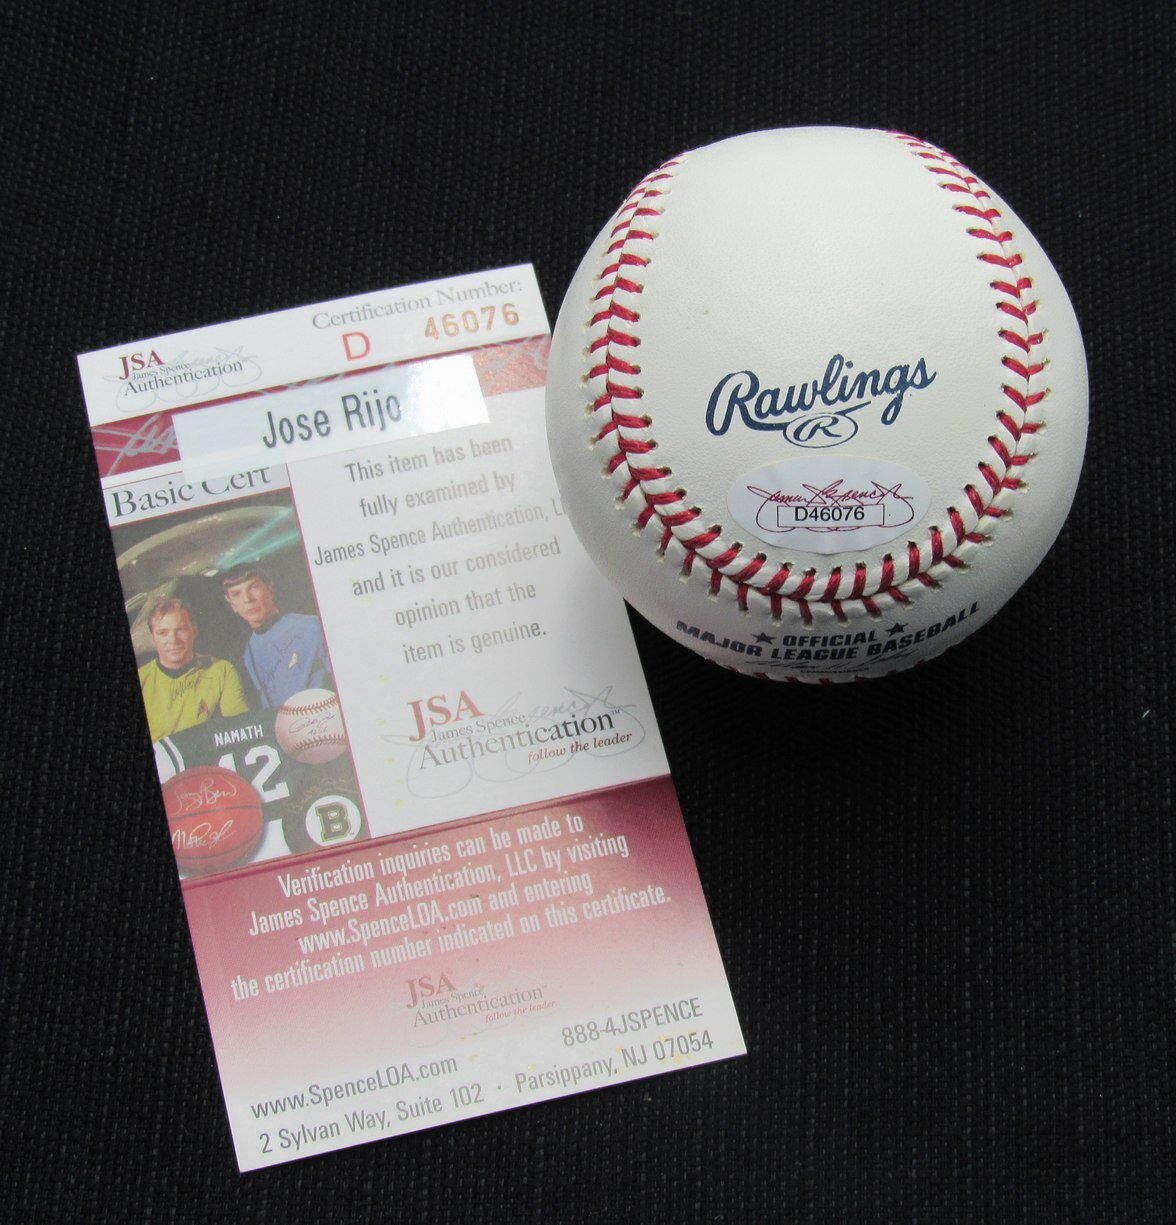 Certification Number:
D 46076
JSA
James Spence
Authentication
Jose Rijo
Basic Cert
This item has been
fully examined by
James Spence Authentication, L
and it is our considered
opinion that the
item is genuine.
NAMATH
12
B
JSA
James Spence
Authentication™
follow the leader
Verification inquiries can be made to
James Spence Authentication, LLC by visiting
www.SpenceLOA.com and entering
the certification number indicated on this certificate.
JSA
James Spence
Authentication™
follow the leader
888-4JSPENCE
www.SpenceLOA.com
2 Sylvan Way, Suite 102 · Parsippany, NJ 07054
Rawlings
R
James Spence
D46076
★ OFFICIAL ★
MAJOR LEAGUE BASEBALL